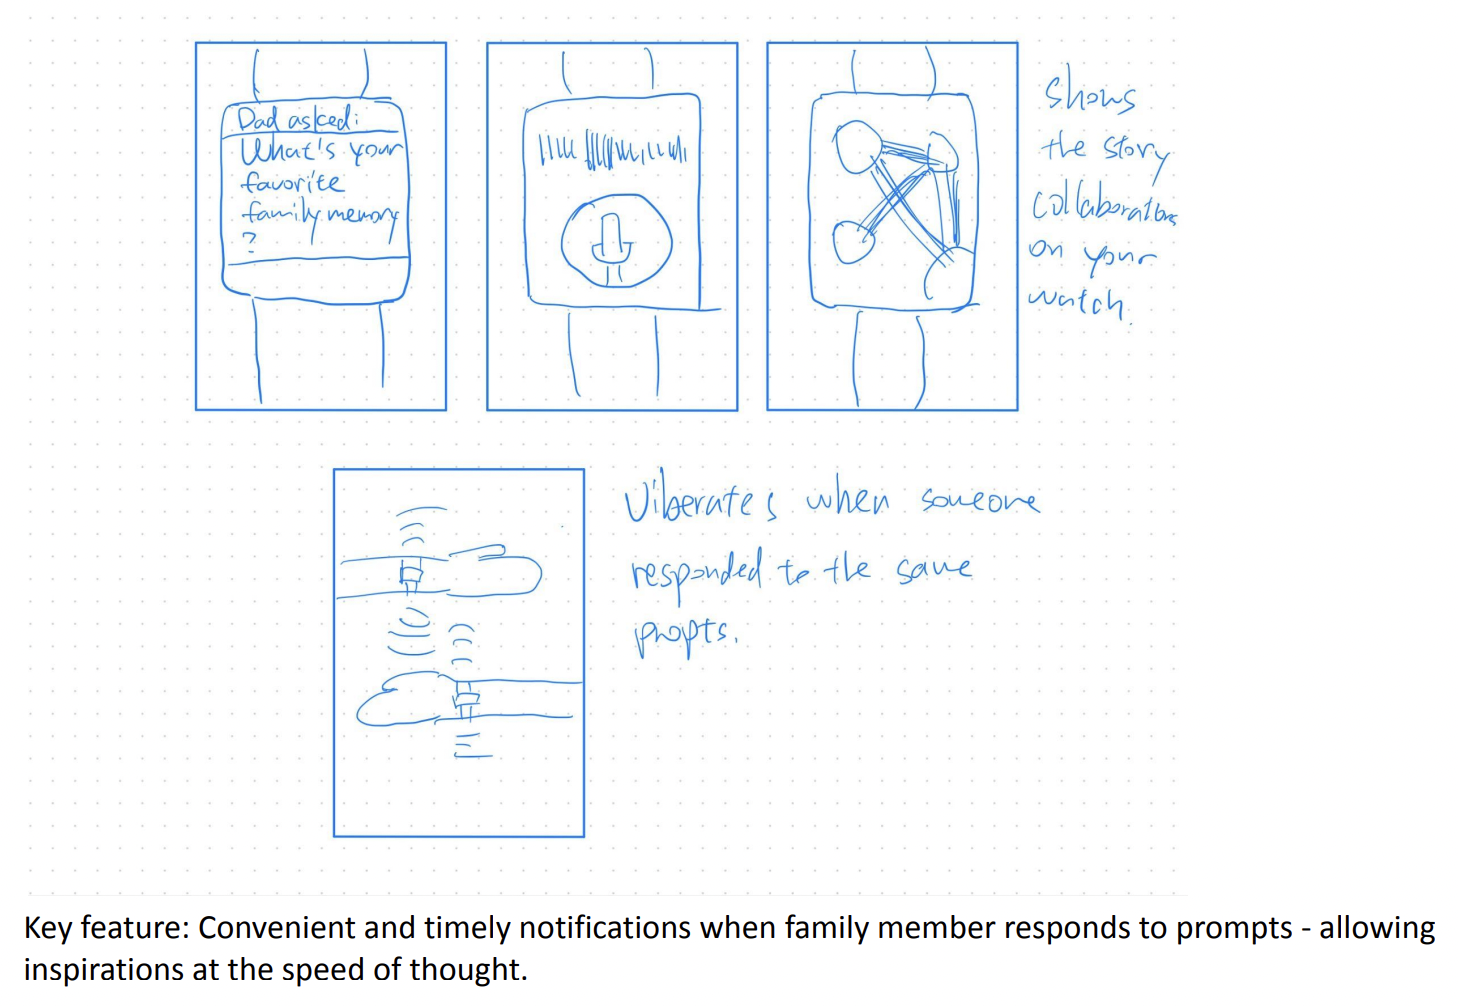 Dad asked:
What's your
favorite
family memory
?
Shows
the story
Collaborators
on your
watch.
Viberates when someone
responded to the same
propts.
Key feature: Convenient and timely notifications when family member responds to prompts - allowing
inspirations at the speed of thought.